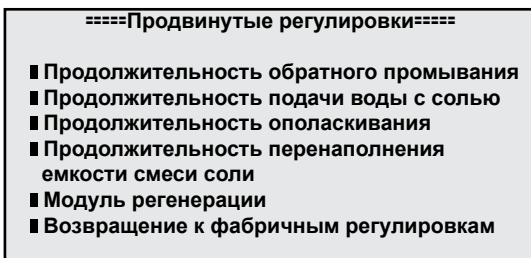 =====Продвинутые регулировки=====
▮ Продолжительность обратного промывания
▮ Продолжительность подачи воды с солью
▮ Продолжительность ополаскивания
▮ Продолжительность перенаполнения
емкости смеси соли
▮ Модуль регенерации
▮ Возвращение к фабричным регулировкам